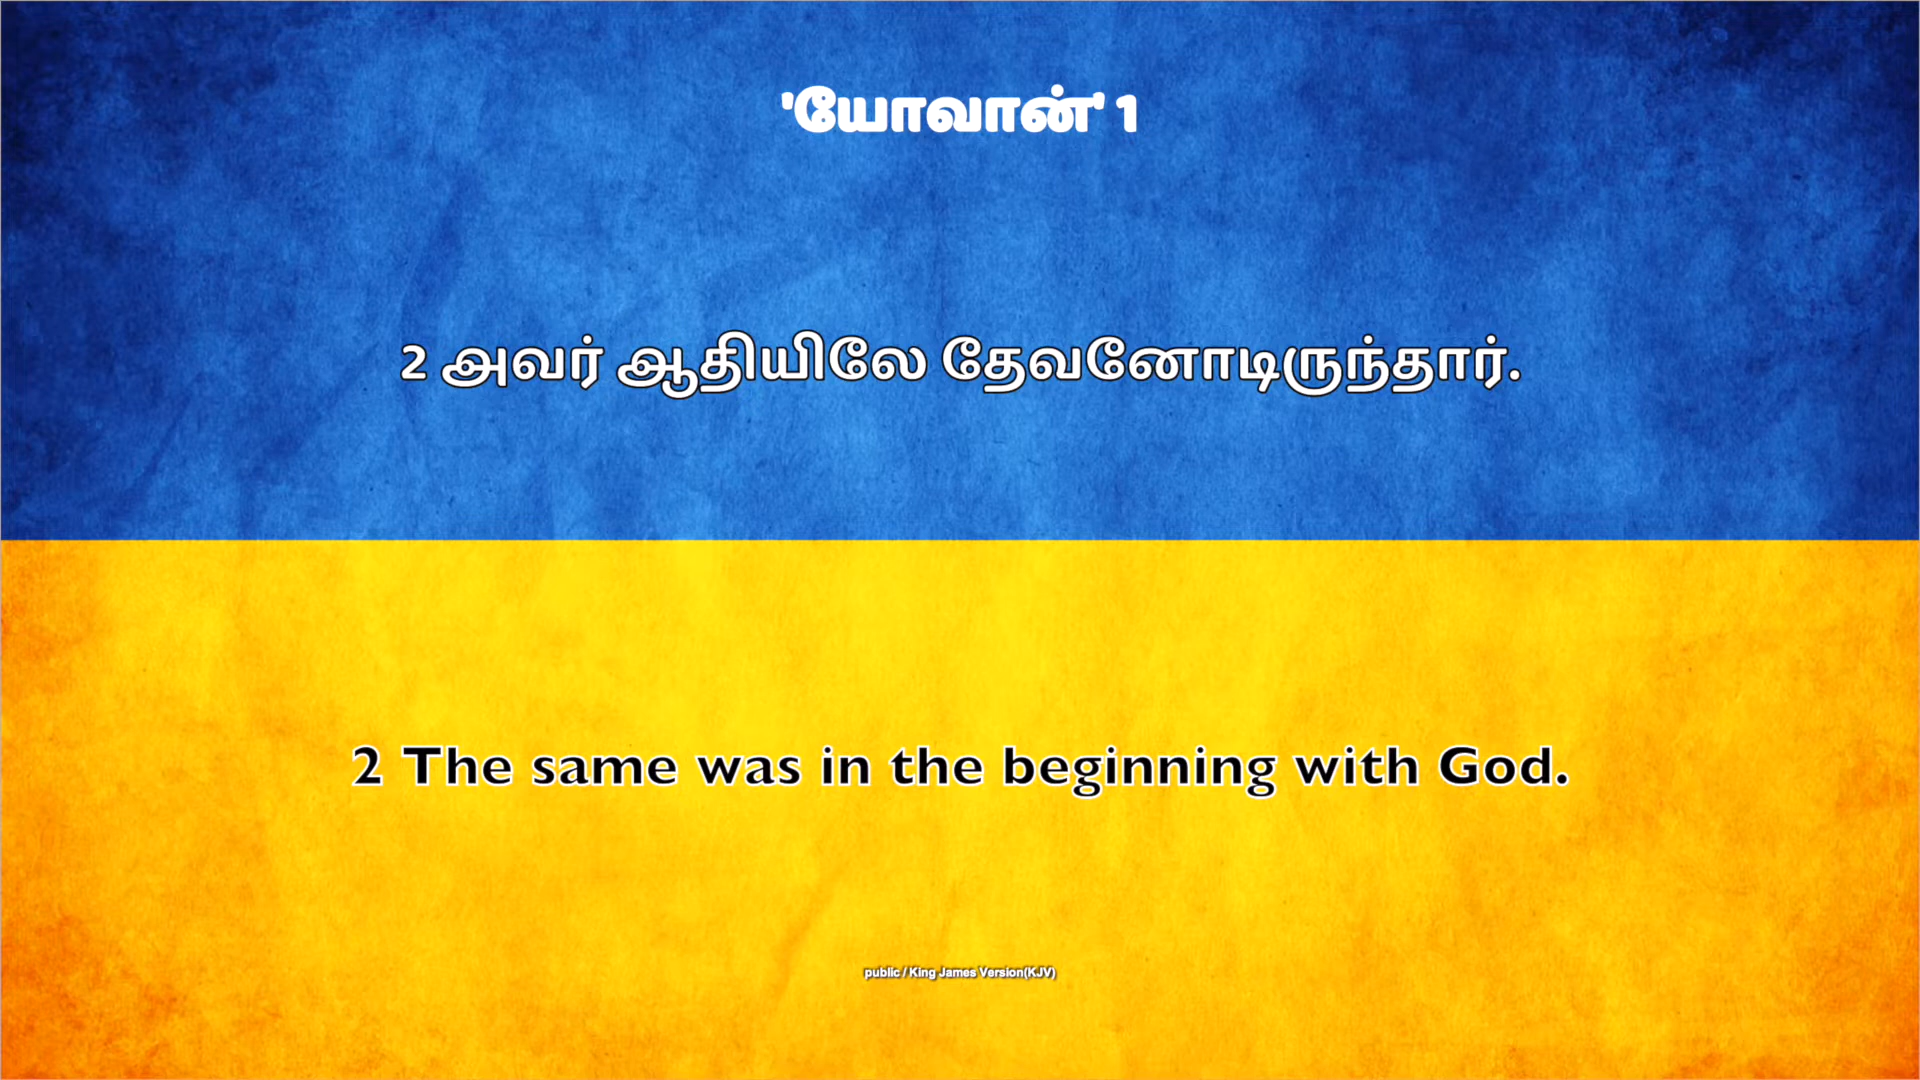 'யோவான்' 1
2 அவர் ஆதியிலே தேவனோடிருந்தார்.
2 The same was in the beginning with God.
public / King James Version(KJV)